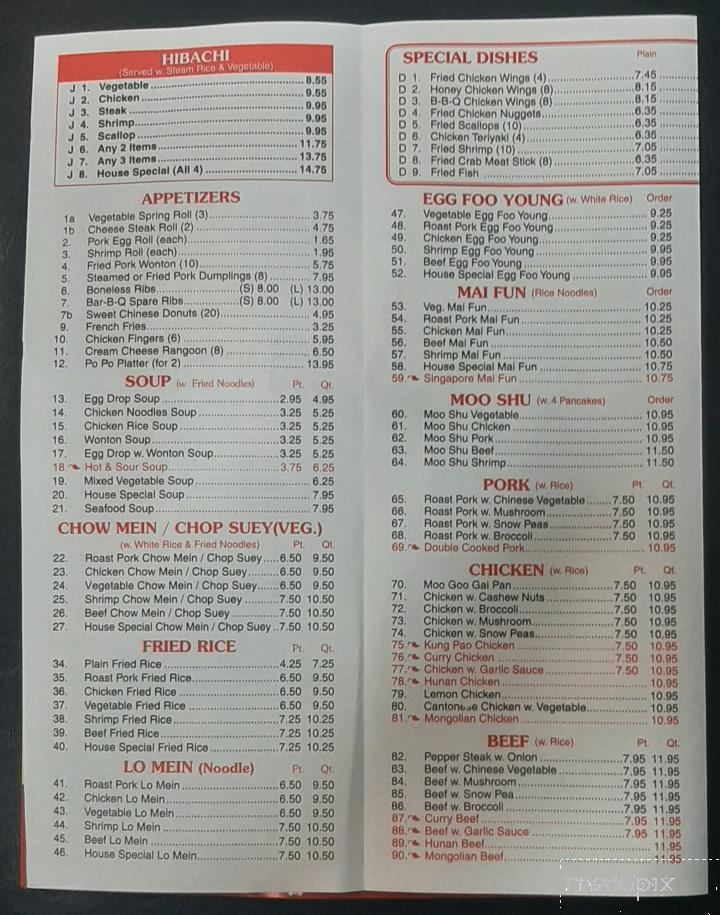 HIBACHI
(Served w. Steam Rice & Vegetable)
J 1. Vegetable 8.55
J 2. Chicken 9.55
J 3. Steak 9.95
J 4. Shrimp 9.95
J 5. Scallop 9.95
J 6. Any 2 Items 11.75
J 7. Any 3 Items 13.75
J 8. House Special (All 4) 14.75
APPETIZERS
1a Vegetable Spring Roll (3) 3.75
1b Cheese Steak Roll (2) 4.75
2. Pork Egg Roll (each) 1.65
3. Shrimp Roll (each) 1.95
4. Fried Pork Wonton (10) 5.75
5. Steamed or Fried Pork Dumplings (8) 7.95
6. Boneless Ribs (S) 8.00 (L) 13.00
7. Bar-B-Q Spare Ribs (S) 8.00 (L) 13.00
7b Sweet Chinese Donuts (20) 4.95
9. French Fries 3.25
10. Chicken Fingers (6) 5.95
11. Cream Cheese Rangoon (8) 6.50
12. Po Po Platter (for 2) 13.95
SOUP (w. Fried Noodles) Pt. Qt.
13. Egg Drop Soup 2.95 4.95
14. Chicken Noodles Soup 3.25 5.25
15. Chicken Rice Soup 3.25 5.25
16. Wonton Soup 3.25 5.25
17. Egg Drop w. Wonton Soup 3.25 5.25
18. Hot & Sour Soup 3.75 6.25
19. Mixed Vegetable Soup 6.25
20. House Special Soup 7.95
21. Seafood Soup 7.95
CHOW MEIN / CHOP SUEY(VEG.)
(w. White Rice & Fried Noodles) Pt. Qt.
22. Roast Pork Chow Mein / Chop Suey 6.50 9.50
23. Chicken Chow Mein / Chop Suey 6.50 9.50
24. Vegetable Chow Mein / Chop Suey 6.50 9.50
25. Shrimp Chow Mein / Chop Suey 7.50 10.50
26. Beef Chow Mein / Chop Suey 7.50 10.50
27. House Special Chow Mein / Chop Suey 7.50 10.50
FRIED RICE Pt. Qt.
34. Plain Fried Rice 4.25 7.25
35. Roast Pork Fried Rice 6.50 9.50
36. Chicken Fried Rice 6.50 9.50
37. Vegetable Fried Rice 6.50 9.50
38. Shrimp Fried Rice 7.25 10.25
39. Beef Fried Rice 7.25 10.25
40. House Special Fried Rice 7.25 10.25
LO MEIN (Noodle) Pt. Qt.
41. Roast Pork Lo Mein 6.50 9.50
42. Chicken Lo Mein 6.50 9.50
43. Vegetable Lo Mein 6.50 9.50
44. Shrimp Lo Mein 7.50 10.50
45. Beef Lo Mein 7.50 10.50
46. House Special Lo Mein 7.50 10.50
SPECIAL DISHES Plain
D 1. Fried Chicken Wings (4) 7.45
D 2. Honey Chicken Wings (8) 8.15
D 3. B-B-Q Chicken Wings (8) 8.15
D 4. Fried Chicken Nuggets 6.35
D 5. Fried Scallops (10) 6.35
D 6. Chicken Teriyaki (4) 6.35
D 7. Fried Shrimp (10) 7.05
D 8. Fried Crab Meat Stick (8) 6.35
D 9. Fried Fish 7.05
EGG FOO YOUNG (w. White Rice) Order
47. Vegetable Egg Foo Young 9.25
48. Roast Pork Egg Foo Young 9.25
49. Chicken Egg Foo Young 9.25
50. Shrimp Egg Foo Young 9.95
51. Beef Egg Foo Young 9.95
52. House Special Egg Foo Young 9.95
MAI FUN (Rice Noodles) Order
53. Veg. Mai Fun 10.25
54. Roast Pork Mai Fun 10.25
55. Chicken Mai Fun 10.25
56. Beef Mai Fun 10.50
57. Shrimp Mai Fun 10.50
58. House Special Mai Fun 10.75
59. Singapore Mai Fun 10.75
MOO SHU (w. 4 Pancakes) Order
60. Moo Shu Vegetable 10.95
61. Moo Shu Chicken 10.95
62. Moo Shu Pork 10.95
63. Moo Shu Beef 11.50
64. Moo Shu Shrimp 11.50
PORK (w. Rice) Pt. Qt.
65. Roast Pork w. Chinese Vegetable 7.50 10.95
66. Roast Pork w. Mushroom 7.50 10.95
67. Roast Pork w. Snow Peas 7.50 10.95
68. Roast Pork w. Broccoli 7.50 10.95
69. Double Cooked Pork 10.95
CHICKEN (w. Rice) Pt. Qt.
70. Moo Goo Gai Pan 7.50 10.95
71. Chicken w. Cashew Nuts 7.50 10.95
72. Chicken w. Broccoli 7.50 10.95
73. Chicken w. Mushroom 7.50 10.95
74. Chicken w. Snow Peas 7.50 10.95
75. Kung Pao Chicken 7.50 10.95
76. Curry Chicken 7.50 10.95
77. Chicken w. Garlic Sauce 7.50 10.95
78. Hunan Chicken 10.95
79. Lemon Chicken 10.95
80. Cantonese Chicken w. Vegetable 10.95
81. Mongolian Chicken 10.95
BEEF (w. Rice) Pt. Qt.
82. Pepper Steak w. Onion 7.95 11.95
83. Beef w. Chinese Vegetable 7.95 11.95
84. Beef w. Mushroom 7.95 11.95
85. Beef w. Snow Pea 7.95 11.95
86. Beef w. Broccoli 7.95 11.95
87. Curry Beef 7.95 11.95
88. Beef w. Garlic Sauce 7.95 11.95
89. Hunan Beef 11.95
90. Mongolian Beef 11.95
menupix